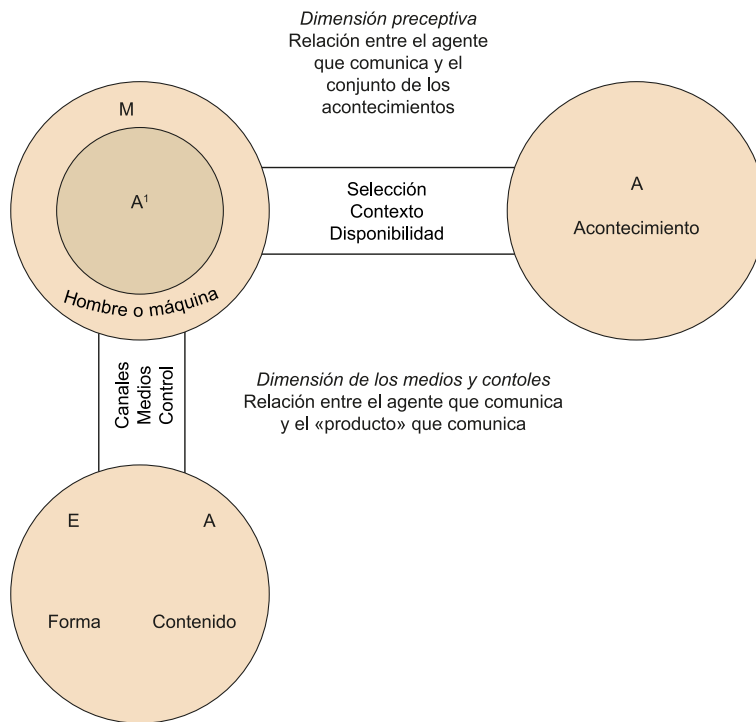 Dimensión preceptiva
Relación entre el agente
que comunica y el
conjunto de los
acontecimientos
M
A¹
Hombre o máquina
Selección
Contexto
Disponibilidad
A
Acontecimiento
Canales
Medios
Control
Dimensión de los medios y contoles
Relación entre el agente que comunica
y el «producto» que comunica
E A
Forma Contenido